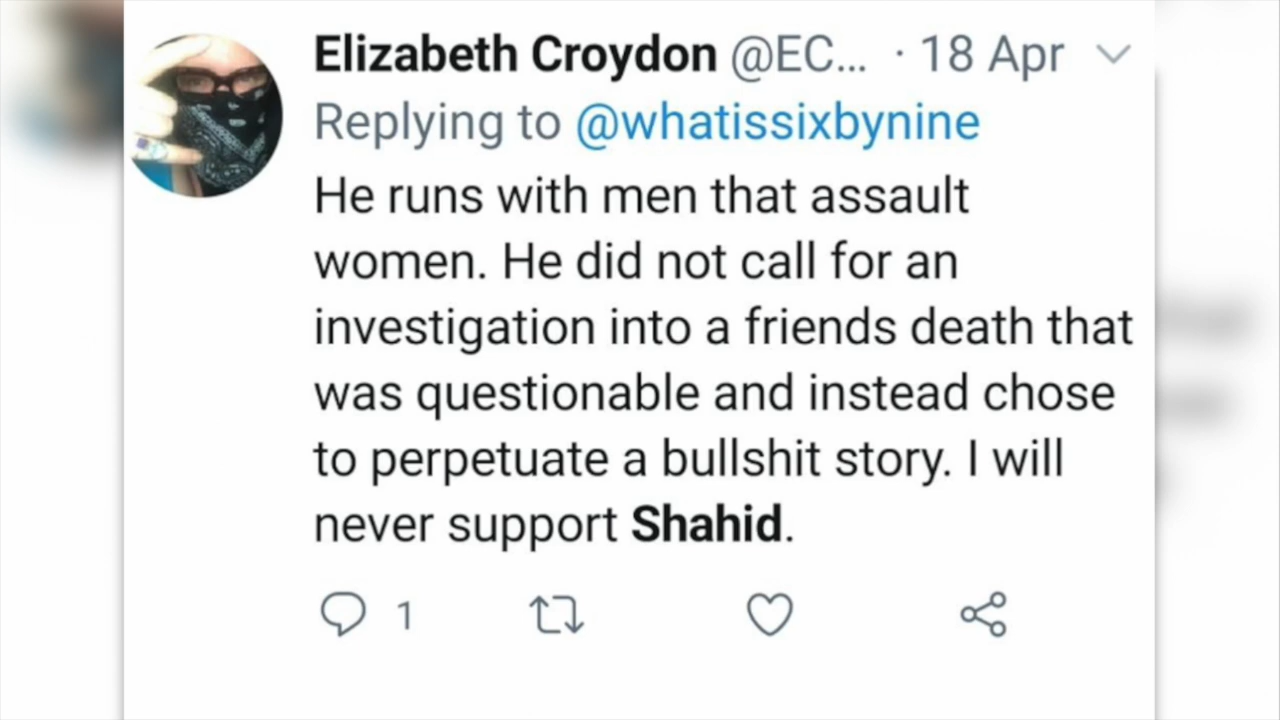 Elizabeth Croydon @EC... · 18 Apr
Replying to @whatissixbynine
He runs with men that assault
women. He did not call for an
investigation into a friends death that
was questionable and instead chose
to perpetuate a bullshit story. I will
never support Shahid.
1